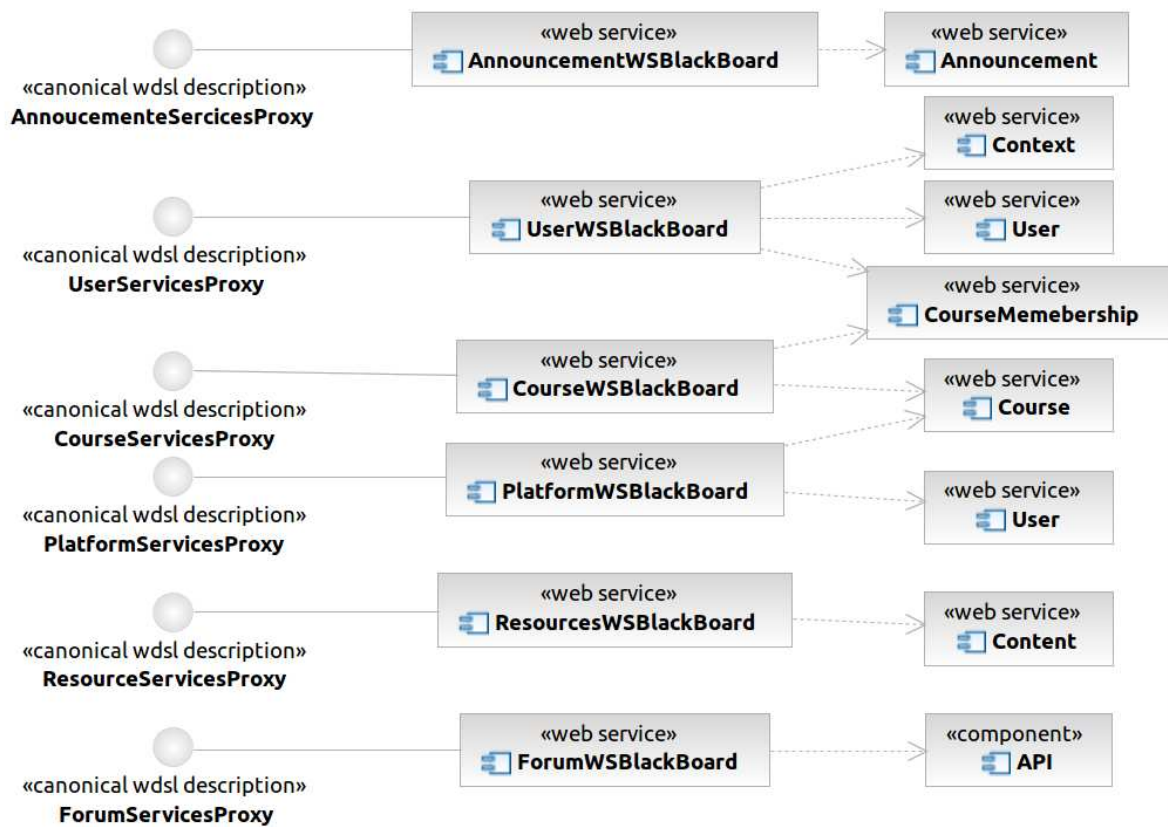 «web service»
AnnouncementWSBlackBoard
«web service»
Announcement
«canonical wdsl description»
AnnoucementeSercicesProxy
«web service»
Context
«web service»
UserWSBlackBoard
«web service»
User
«canonical wdsl description»
UserServicesProxy
«web service»
CourseMemebership
«web service»
CourseWSBlackBoard
«web service»
Course
«canonical wdsl description»
CourseServicesProxy
«web service»
PlatformWSBlackBoard
«web service»
User
«canonical wdsl description»
PlatformServicesProxy
«web service»
ResourcesWSBlackBoard
«web service»
Content
«canonical wdsl description»
ResourceServicesProxy
«web service»
ForumWSBlackBoard
«component»
API
«canonical wdsl description»
ForumServicesProxy